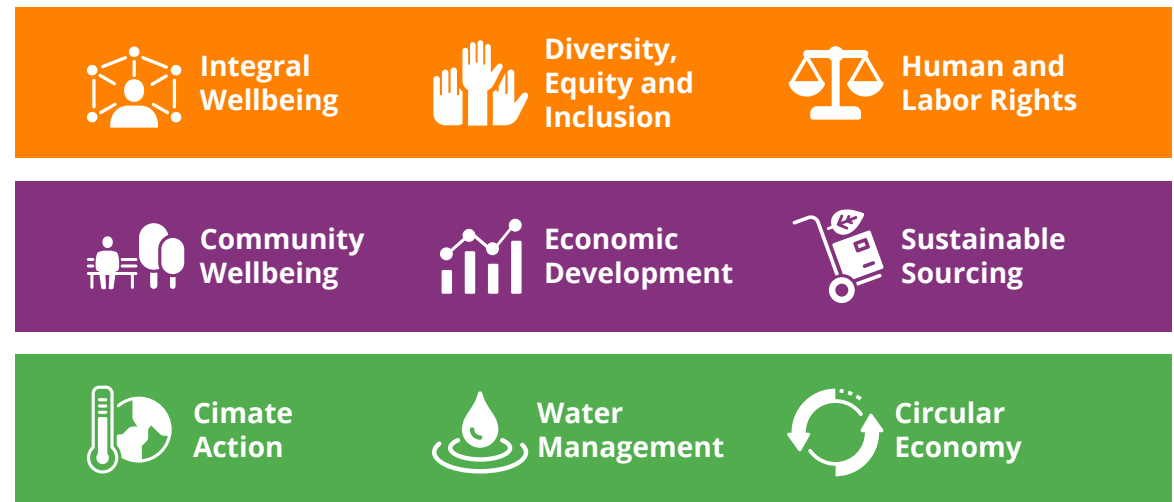 Integral
Wellbeing
Diversity,
Equity and
Inclusion
Human and
Labor Rights
Community
Wellbeing
Economic
Development
Sustainable
Sourcing
Cimate
Action
Water
Management
Circular
Economy